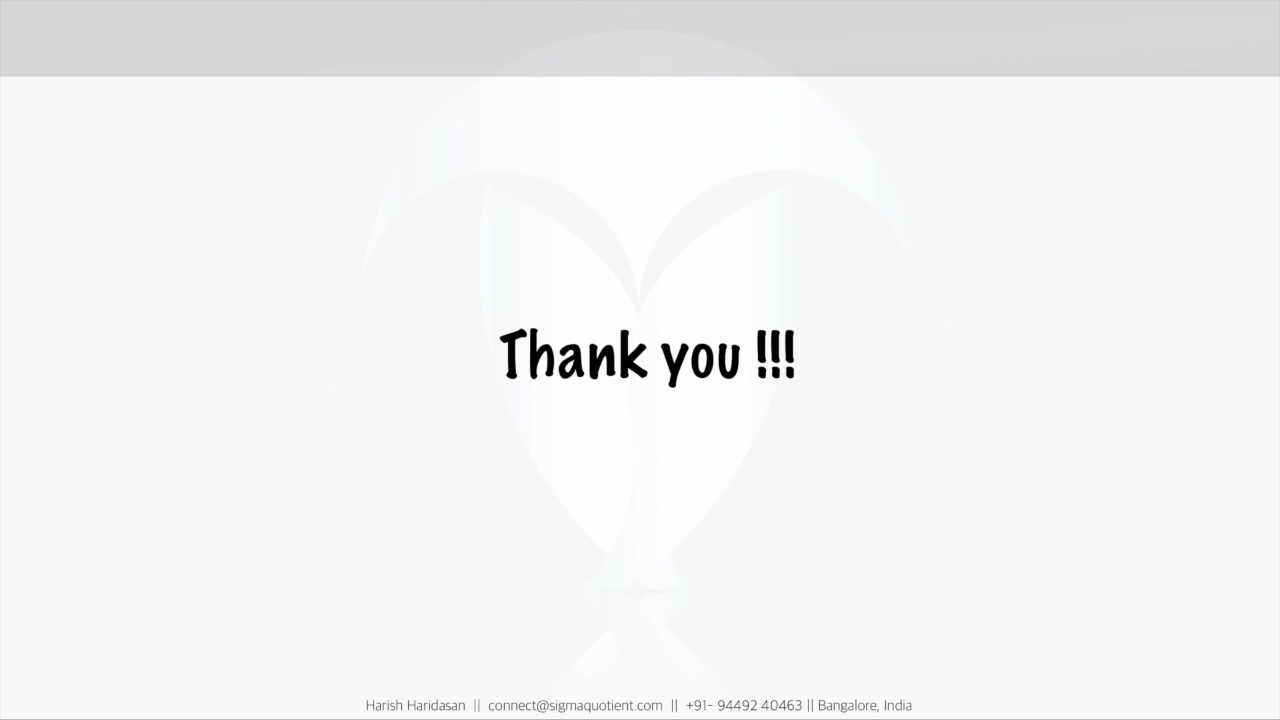 Thank you !!!
Harish Haridasan || connect@sigmaquotient.com || +91- 94492 40463 || Bangalore, India